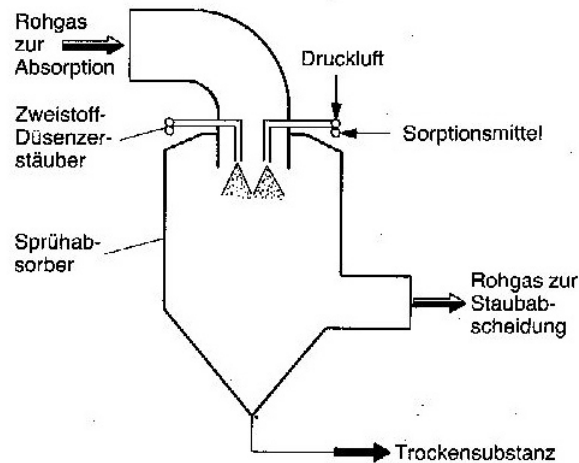 Rohgas
zur
Absorption
Druckluft
Zweistoff-
Düsenzer-
stäuber
Sorptionsmittel
Sprühab-
sorber
Rohgas zur
Staubab-
scheidung
Trockensubstanz